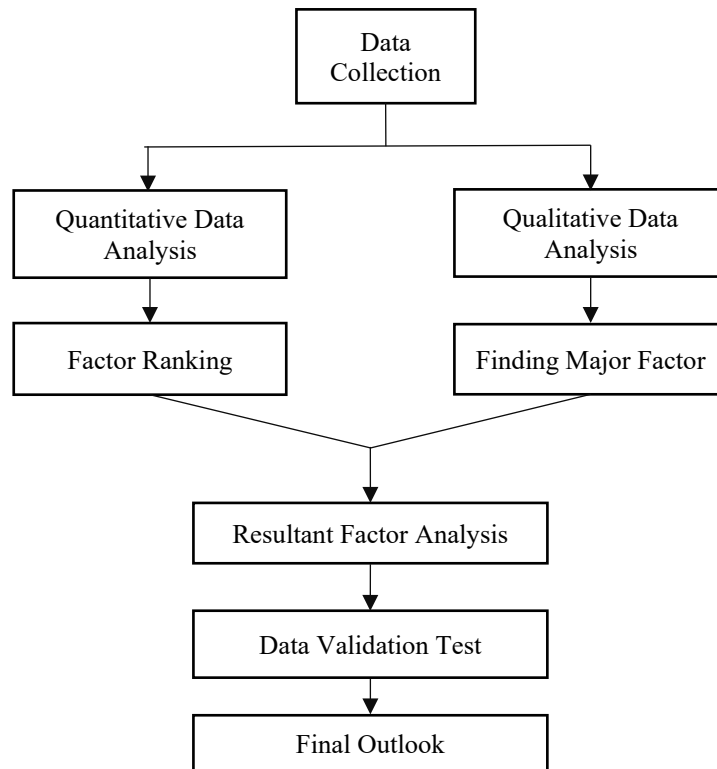 Data
Collection
Quantitative Data
Analysis
Qualitative Data
Analysis
Factor Ranking
Finding Major Factor
Resultant Factor Analysis
Data Validation Test
Final Outlook